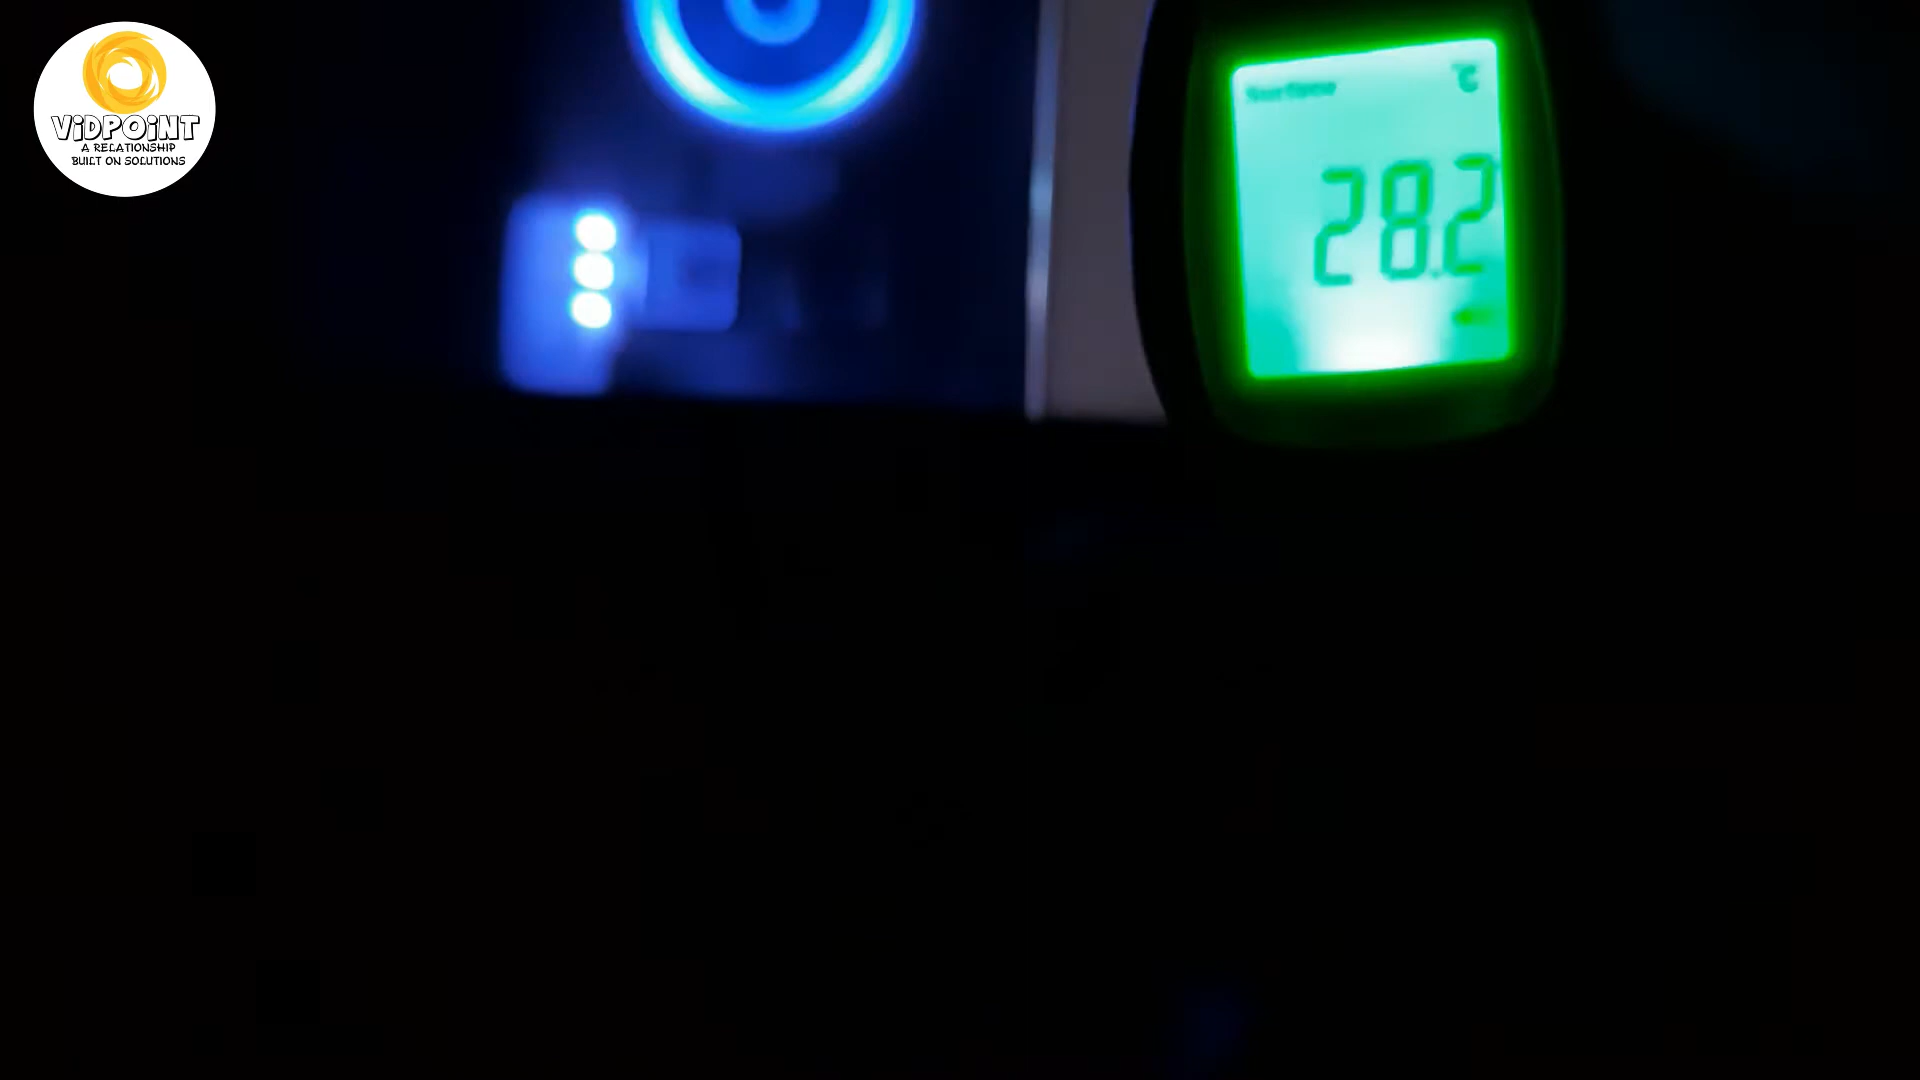 ViDPOiNT
A RELATIONSHIP
BUILT ON SOLUTIONS
°C
28.2